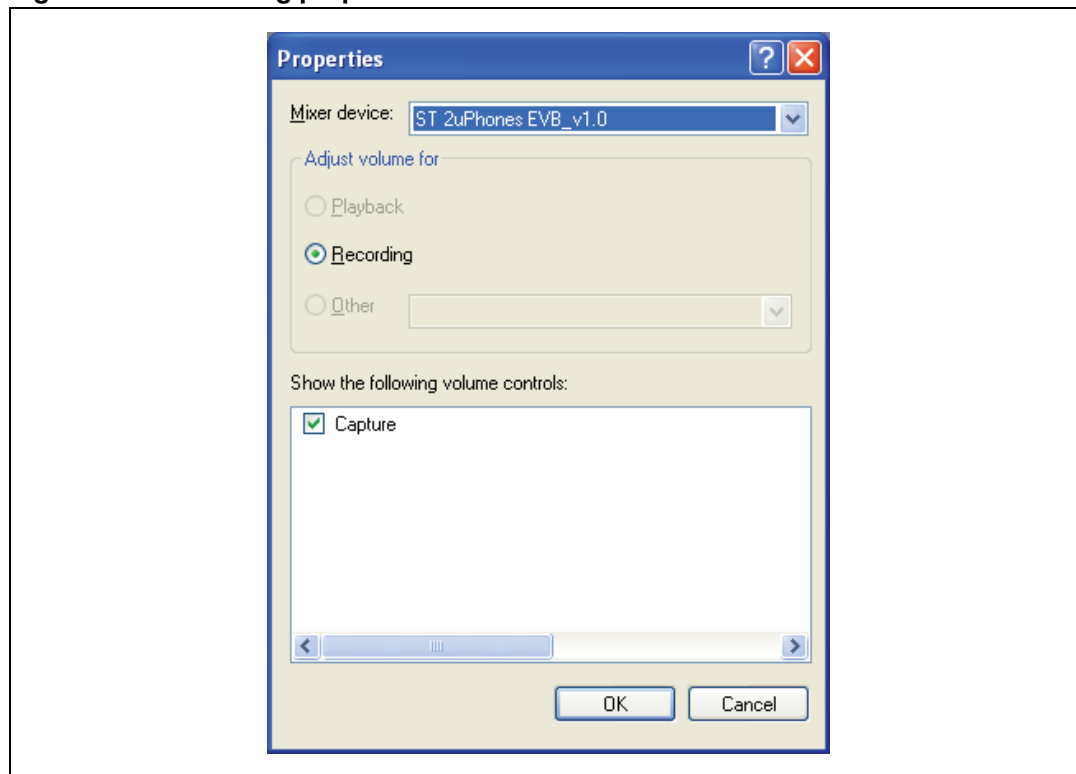 Properties
Mixer device: ST 2uPhones EVB_v1.0
Adjust volume for
Playback
Recording
Other
Show the following volume controls:
Capture
OK Cancel